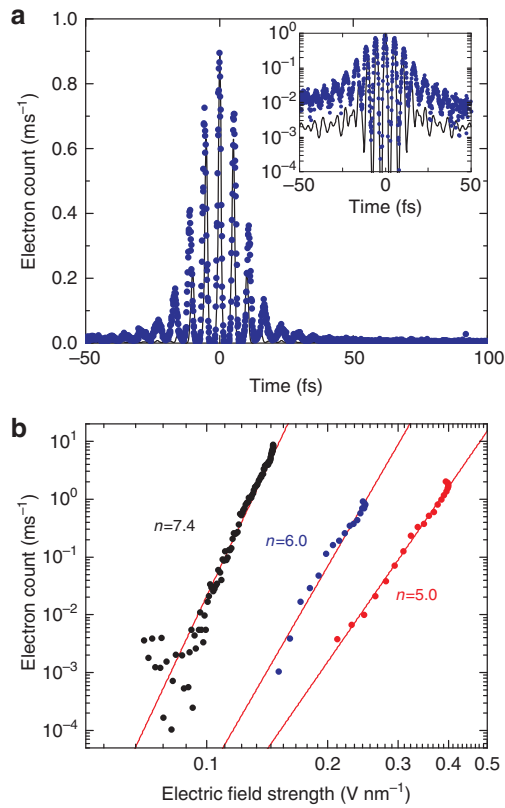 a
Electron count (ms⁻¹)
1.0
0.8
0.6
0.4
0.2
0.0
−50
0
50
100
Time (fs)
10⁰
10⁻¹
10⁻²
10⁻³
10⁻⁴
−50
0
50
Time (fs)
b
Electron count (ms⁻¹)
10¹
10⁰
10⁻¹
10⁻²
10⁻³
10⁻⁴
n=7.4
n=6.0
n=5.0
0.1
0.2
0.3
0.4
0.5
Electric field strength (V nm⁻¹)